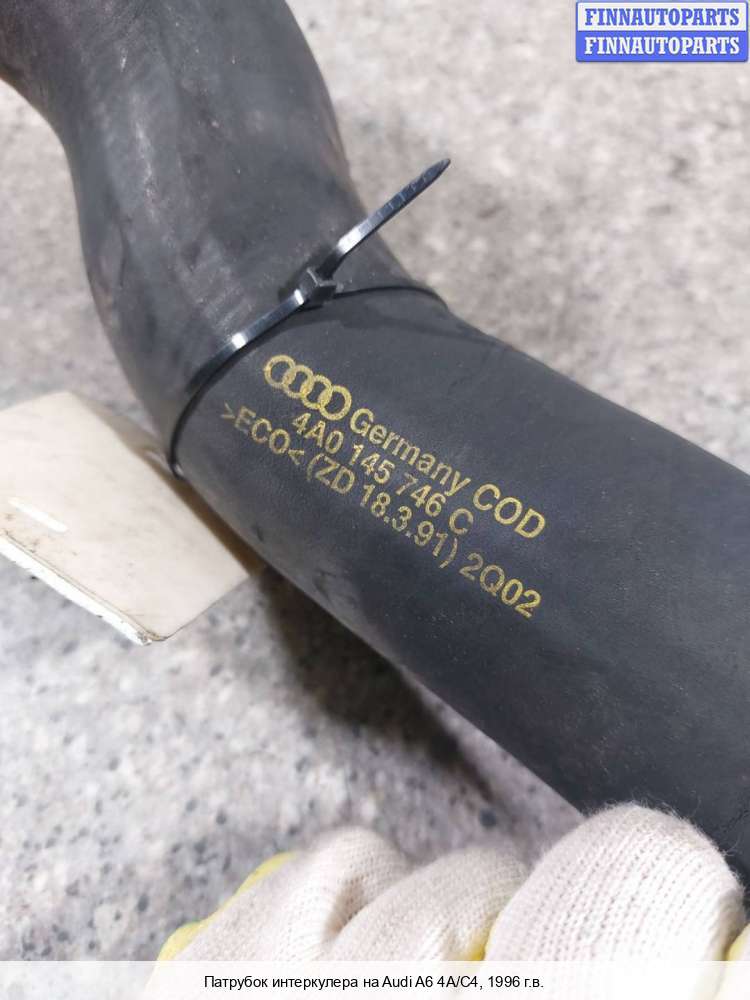 FINNAUTOPARTS
FINNAUTOPARTS
Germany COD
4A0 145 746 C
>ECO< (ZD 18.3.91) 2Q02
Патрубок интеркулера на Audi A6 4A/C4, 1996 г.в.